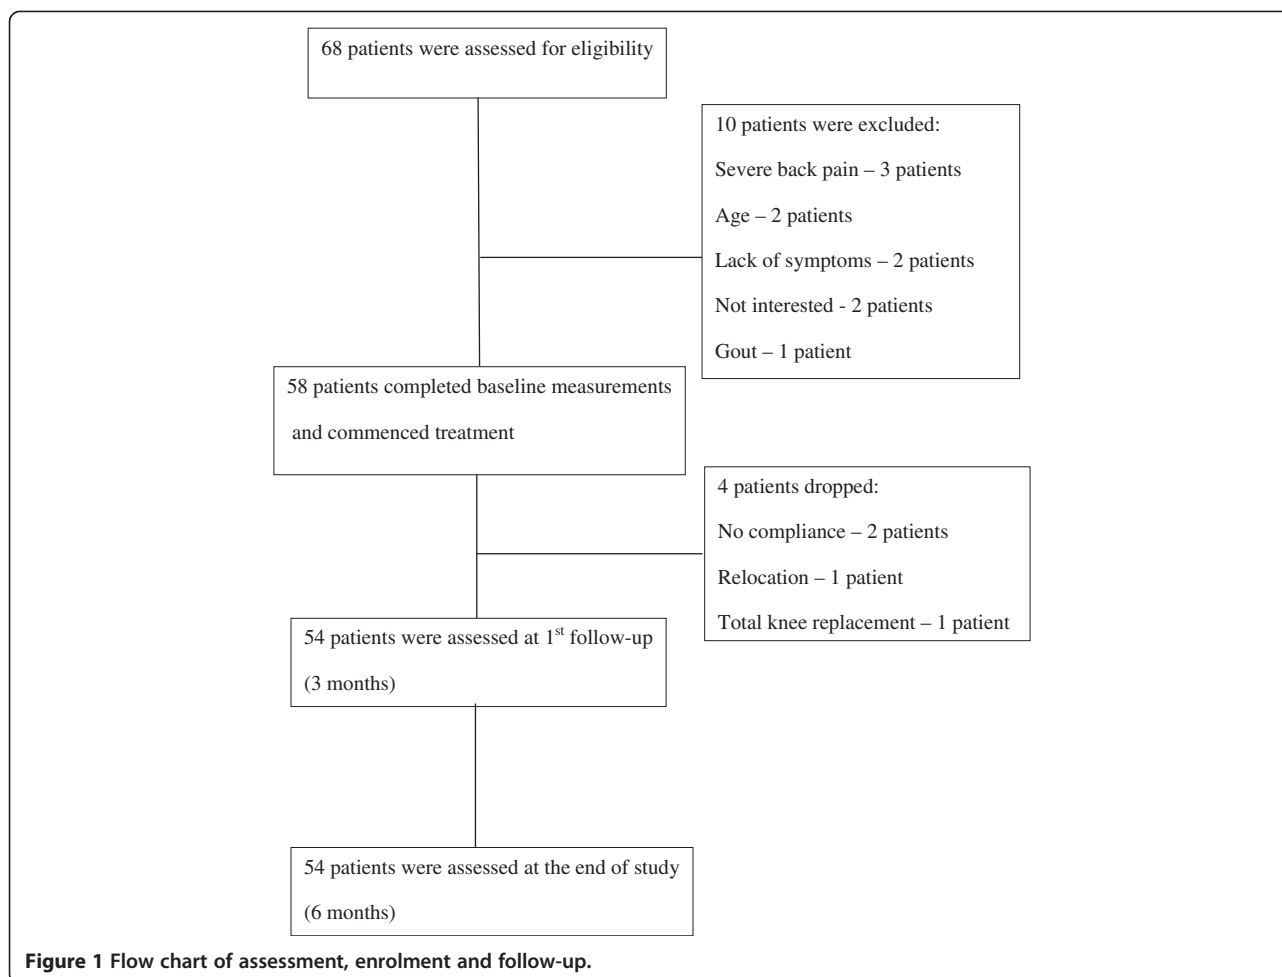 68 patients were assessed for eligibility
10 patients were excluded:
Severe back pain – 3 patients
Age – 2 patients
Lack of symptoms – 2 patients
Not interested - 2 patients
Gout – 1 patient
58 patients completed baseline measurements
and commenced treatment
4 patients dropped:
No compliance – 2 patients
Relocation – 1 patient
Total knee replacement – 1 patient
54 patients were assessed at 1st follow-up
(3 months)
54 patients were assessed at the end of study
(6 months)
Figure 1 Flow chart of assessment, enrolment and follow-up.